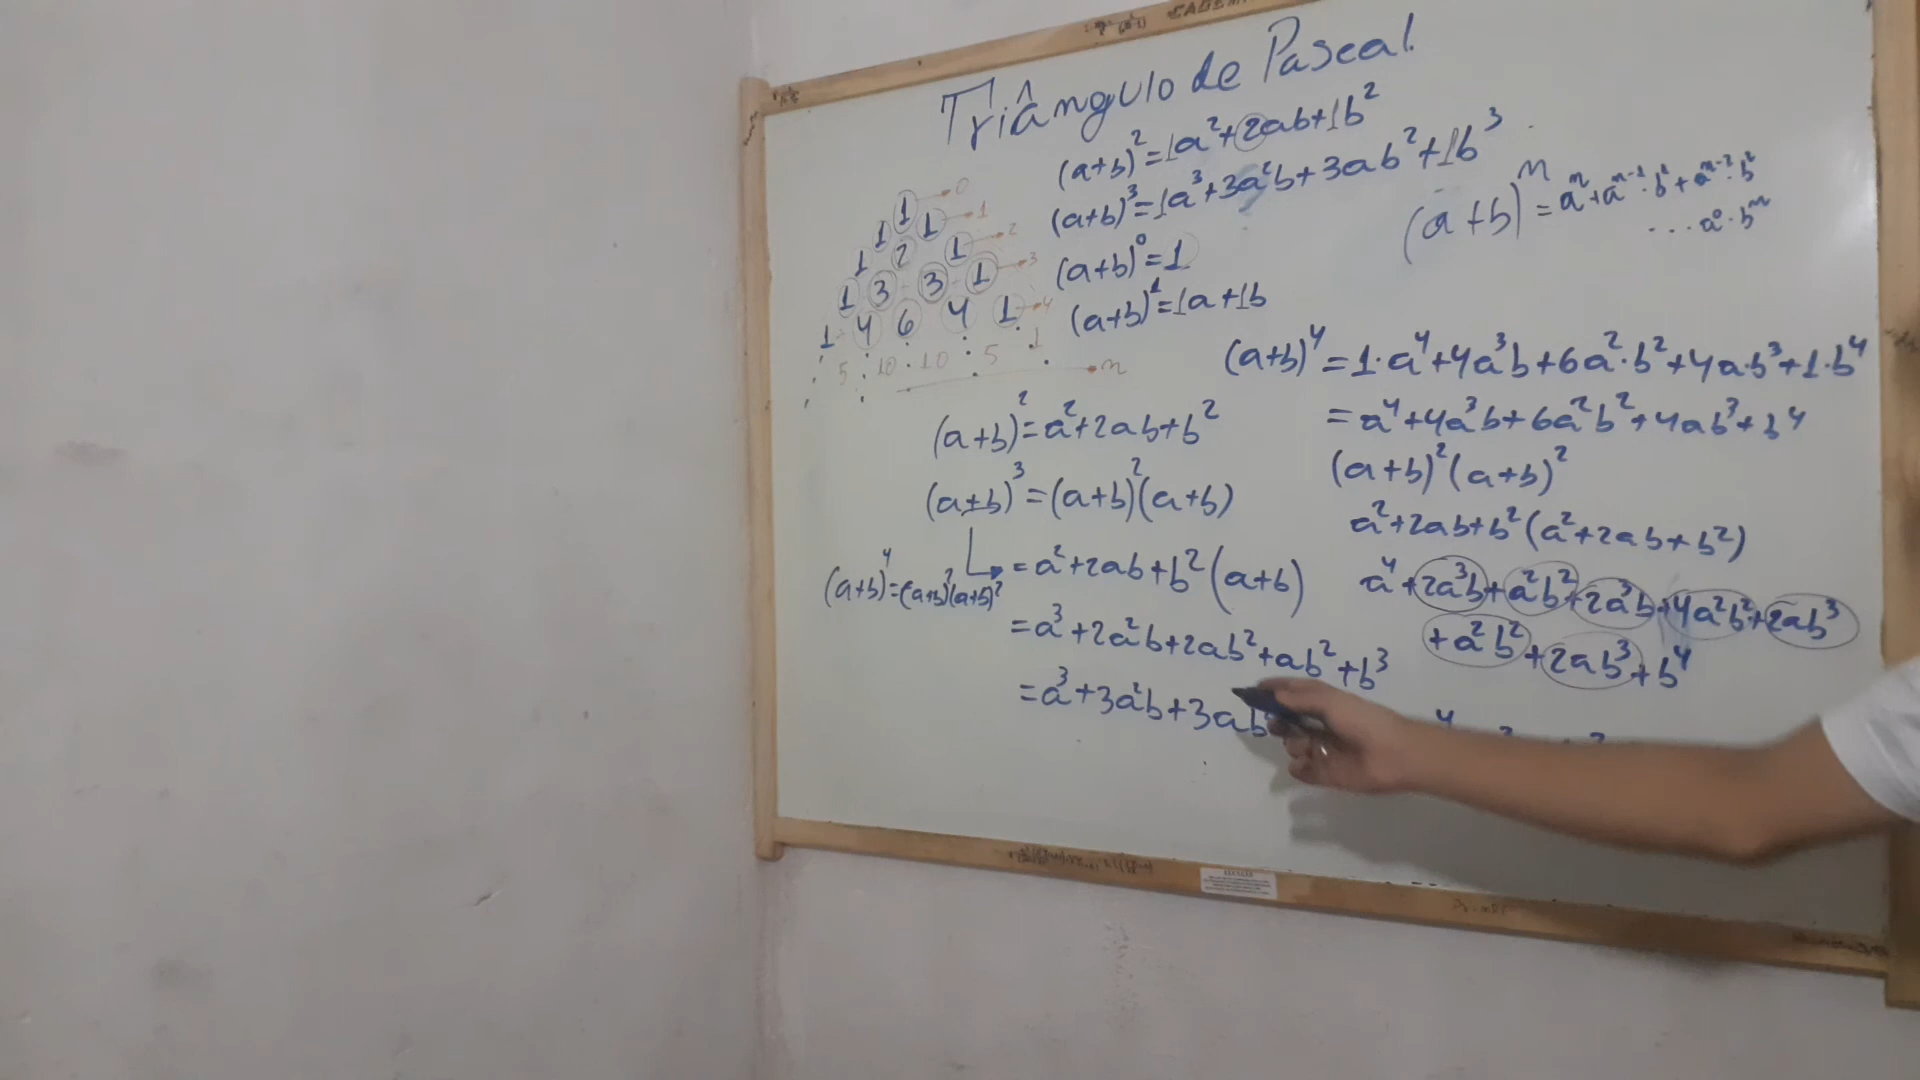 Triângulo de Pascal
(a+b)²=1a²+2ab+1b²
(a+b)³=1a³+3a²b+3ab²+1b³
(a+b)⁰=1
(a+b)¹=1a+1b
1 → 0
1 1 → 1
1 2 1 → 2
1 3 3 1 → 3
1 4 6 4 1 → 4
5 10 10 5 1
n
(a+b)ⁿ=aⁿ+aⁿ⁻¹·b¹+aⁿ⁻²·b²
...a⁰·bⁿ
(a+b)²=a²+2ab+b²
(a+b)³=(a+b)²(a+b)
=a²+2ab+b²(a+b)
(a+b)⁴=(a+b)²(a+b)²
=a³+2a²b+2ab²+ab²+b³
=a³+3a²b+3ab
(a+b)⁴=1·a⁴+4a³b+6a²·b²+4a·b³+1·b⁴
=a⁴+4a³b+6a²b²+4ab³+b⁴
(a+b)²(a+b)²
a²+2ab+b²(a²+2ab+b²)
a⁴+2a³b+a²b²+2a³b+4a²b²+2ab³
+a²b²+2ab³+b⁴